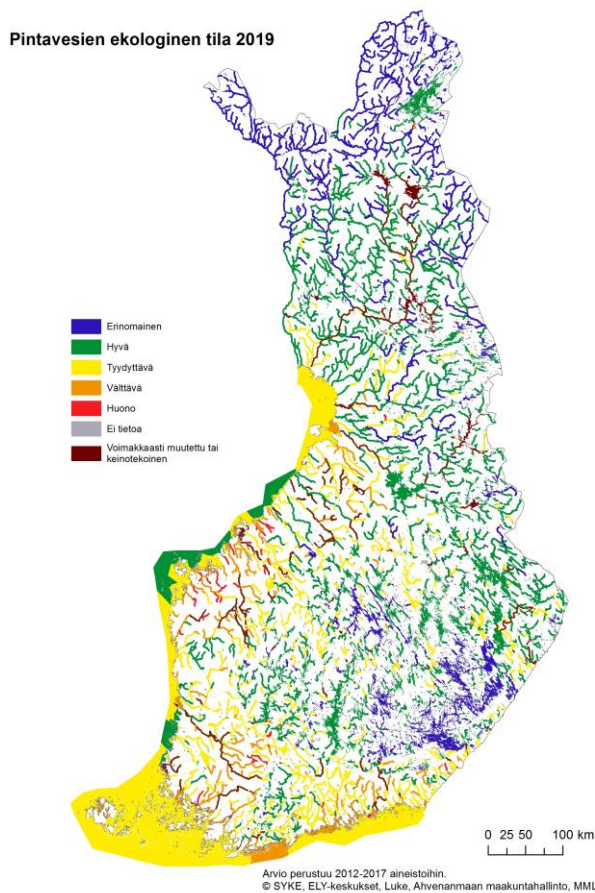 Pintavesien ekologinen tila 2019
Erinomainen
Hyvä
Tyydyttävä
Välttävä
Huono
Ei tietoa
Voimakkaasti muutettu tai
keinotekoinen
0 25 50 100 km
Arvio perustuu 2012-2017 aineistoihin.
© SYKE, ELY-keskukset, Luke, Ahvenanmaan maakuntahallinto, MML